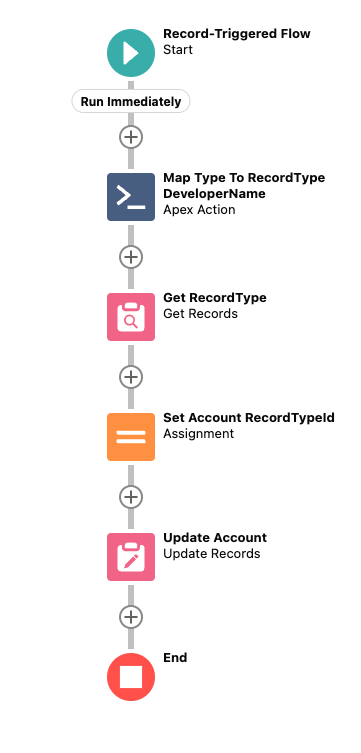 Record-Triggered Flow
Start
Run Immediately
Map Type To RecordType
DeveloperName
Apex Action
Get RecordType
Get Records
Set Account RecordTypeId
Assignment
Update Account
Update Records
End